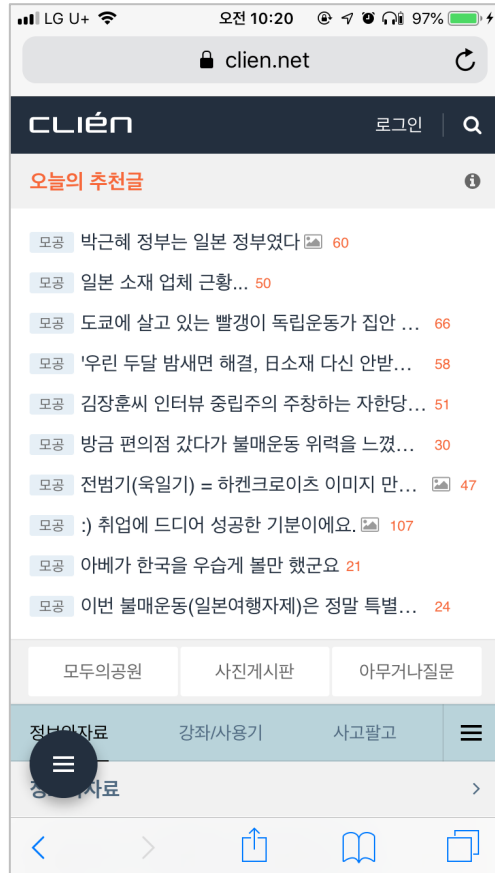 LG U+ 오전 10:20 97%
clien.net
CLIÉN 로그인
오늘의 추천글
모공 박근혜 정부는 일본 정부였다 60
모공 일본 소재 업체 근황... 50
모공 도쿄에 살고 있는 빨갱이 독립운동가 집안 ... 66
모공 '우린 두달 밤새면 해결, 日소재 다신 안받... 58
모공 김장훈씨 인터뷰 중립주의 주창하는 자한당... 51
모공 방금 편의점 갔다가 불매운동 위력을 느꼈... 30
모공 전범기(욱일기) = 하켄크로이츠 이미지 만... 47
모공 :) 취업에 드디어 성공한 기분이에요. 107
모공 아베가 한국을 우습게 볼만 했군요 21
모공 이번 불매운동(일본여행자제)은 정말 특별... 24
모두의공원 사진게시판 아무거나질문
정보와자료 강좌/사용기 사고팔고